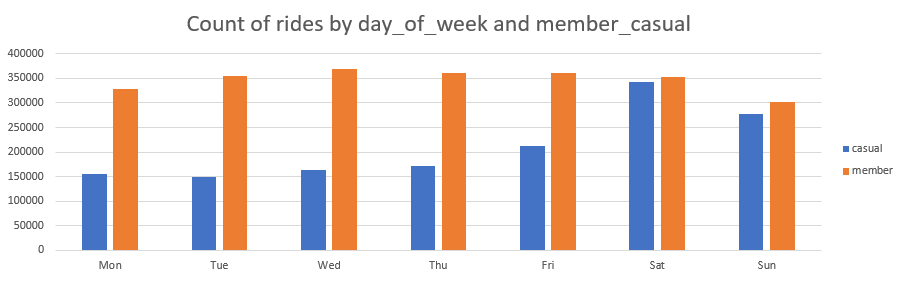 Count of rides by day_of_week and member_casual
400000
350000
300000
250000
200000
150000
100000
50000
0
Mon Tue Wed Thu Fri Sat Sun
casual
member